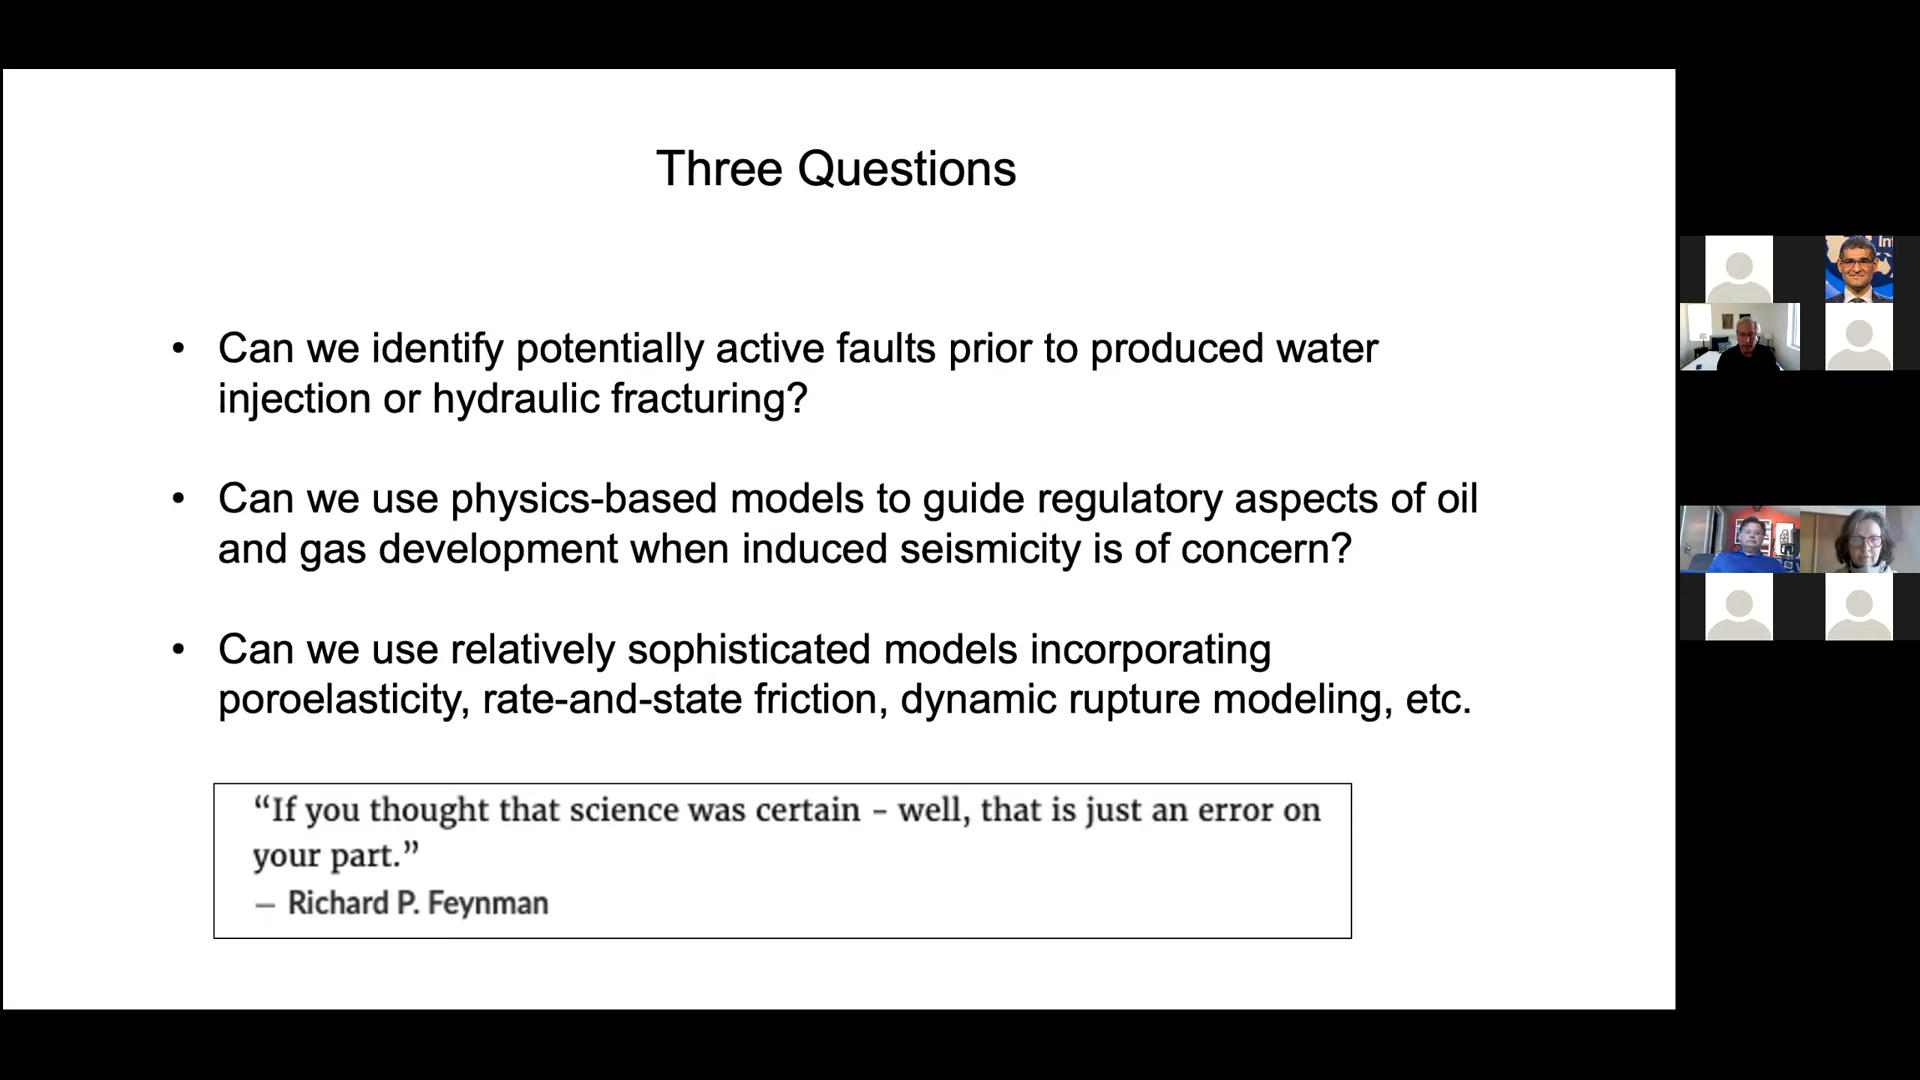 Three Questions
• Can we identify potentially active faults prior to produced water
injection or hydraulic fracturing?
• Can we use physics-based models to guide regulatory aspects of oil
and gas development when induced seismicity is of concern?
• Can we use relatively sophisticated models incorporating
poroelasticity, rate-and-state friction, dynamic rupture modeling, etc.
“If you thought that science was certain – well, that is just an error on
your part.”
— Richard P. Feynman
In